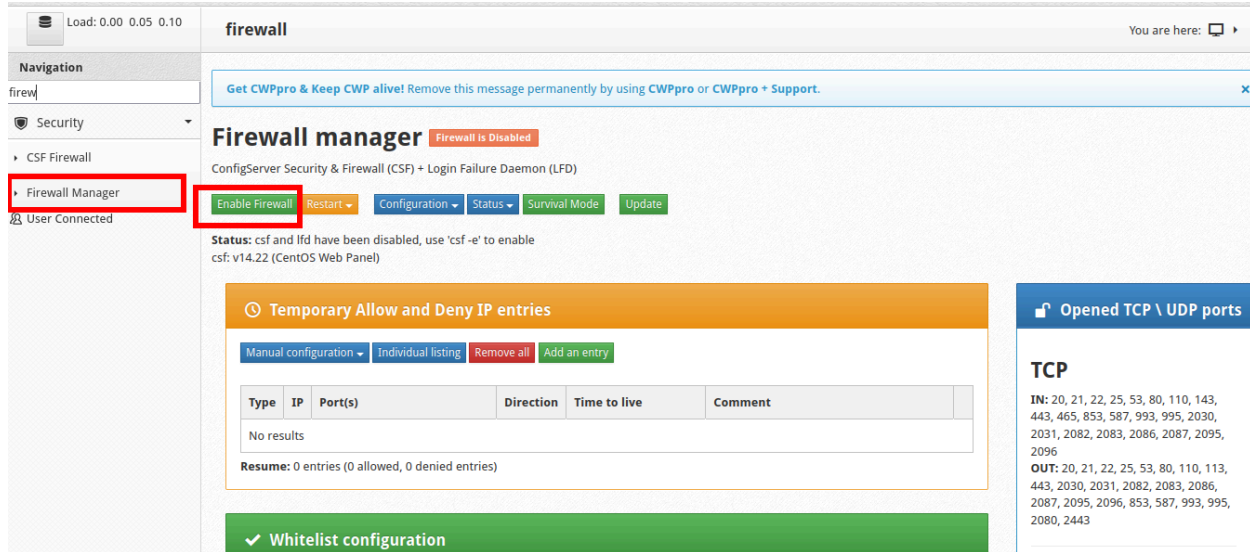 Load: 0.00 0.05 0.10
firewall
You are here:
Navigation
firew
Security
CSF Firewall
Firewall Manager
User Connected
Get CWPpro & Keep CWP alive! Remove this message permanently by using CWPpro or CWPpro + Support.
x
Firewall manager Firewall is Disabled
ConfigServer Security & Firewall (CSF) + Login Failure Daemon (LFD)
Enable Firewall Restart Configuration Status Survival Mode Update
Status: csf and lfd have been disabled, use 'csf -e' to enable
csf: v14.22 (CentOS Web Panel)
Temporary Allow and Deny IP entries
Manual configuration Individual listing Remove all Add an entry
Type IP Port(s) Direction Time to live Comment
No results
Resume: 0 entries (0 allowed, 0 denied entries)
Whitelist configuration
Opened TCP \ UDP ports
TCP
IN: 20, 21, 22, 25, 53, 80, 110, 143,
443, 465, 853, 587, 993, 995, 2030,
2031, 2082, 2083, 2086, 2087, 2095,
2096
OUT: 20, 21, 22, 25, 53, 80, 110, 113,
443, 2030, 2031, 2082, 2083, 2086,
2087, 2095, 2096, 853, 587, 993, 995,
2080, 2443